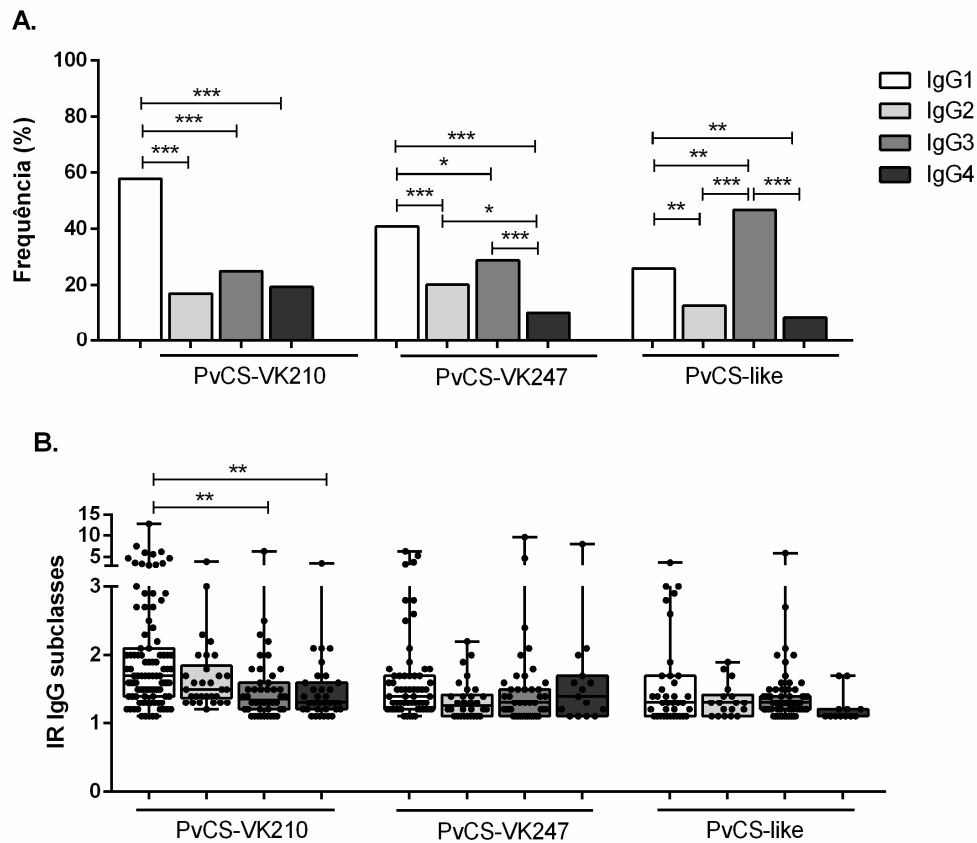 A.
Frequência (%)
100
80
60
40
20
0
***
***
***
***
*
***
*
***
**
**
***
***
**
IgG1
IgG2
IgG3
IgG4
PvCS-VK210
PvCS-VK247
PvCS-like
B.
IR IgG subclasses
15
10
5
3
2
1
0
**
**
PvCS-VK210
PvCS-VK247
PvCS-like